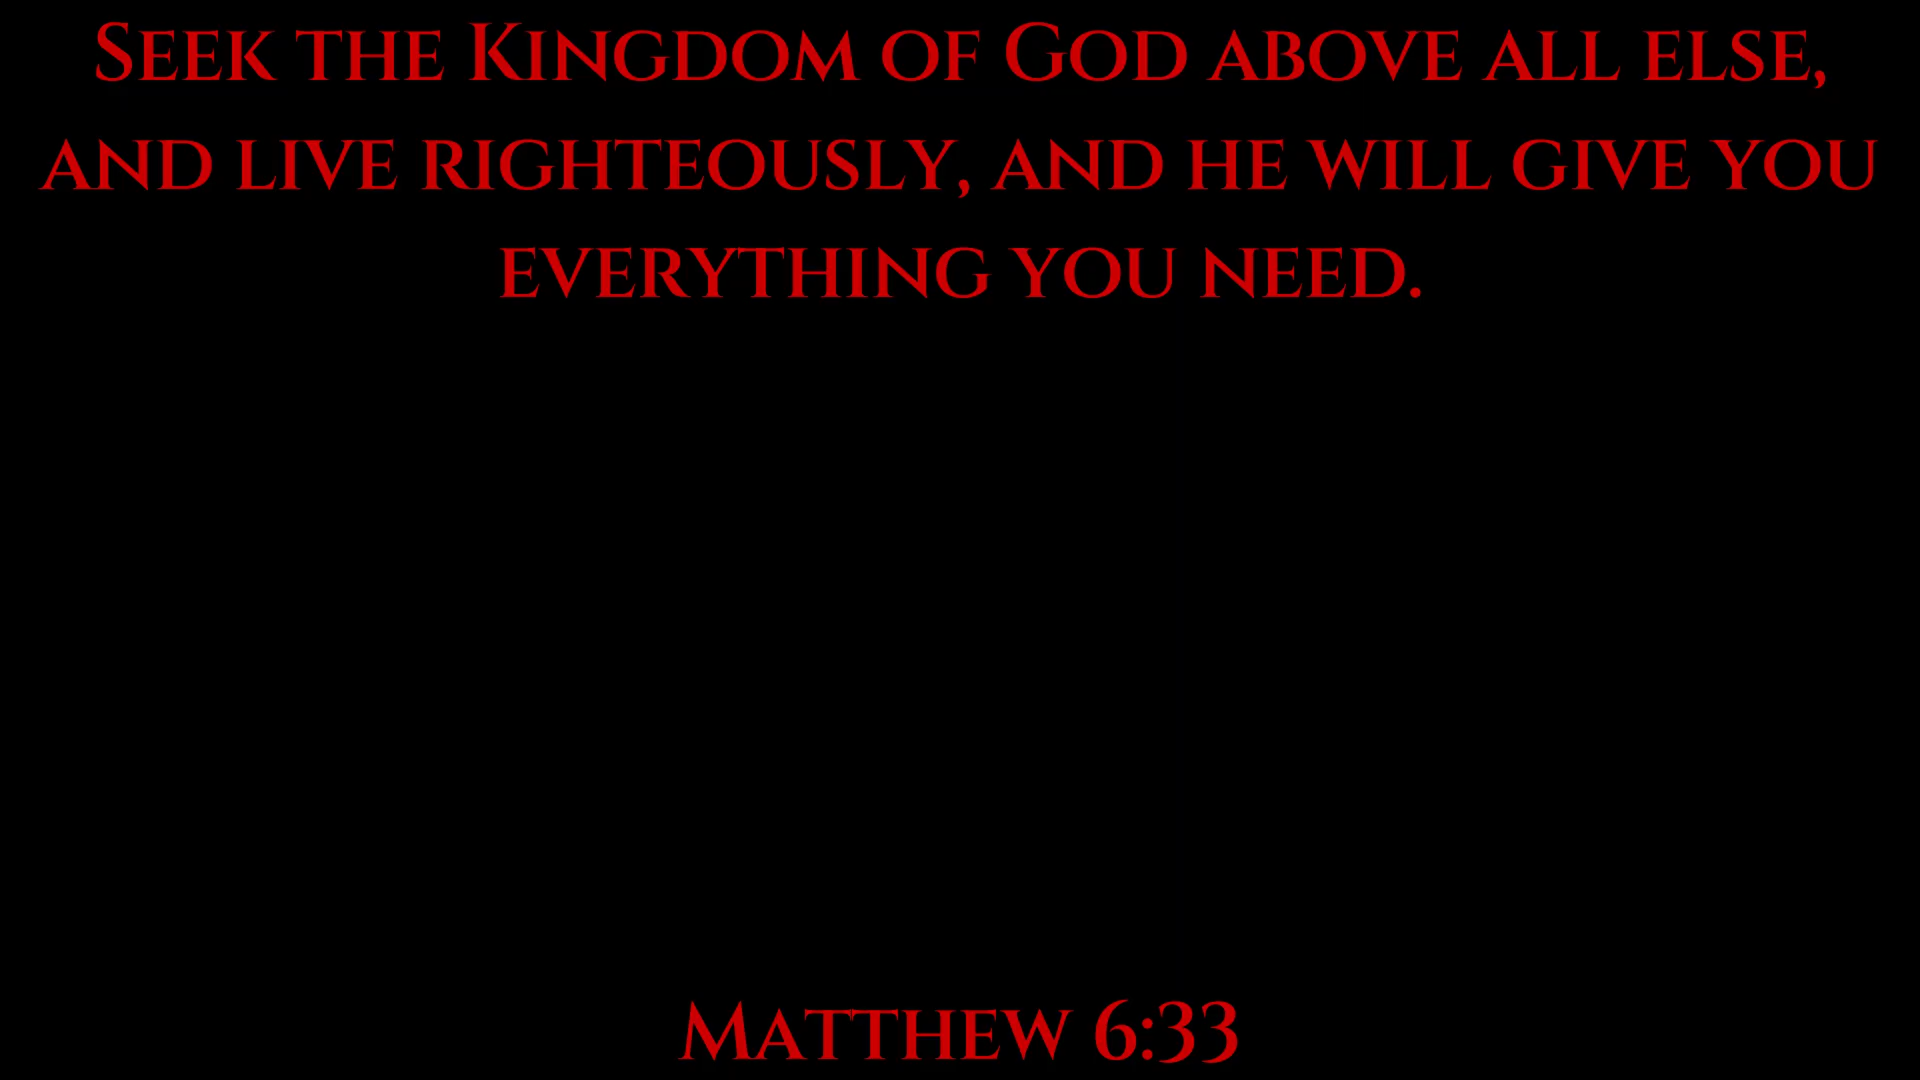 Seek the Kingdom of God above all else,
and live righteously, and he will give you
everything you need.
Matthew 6:33